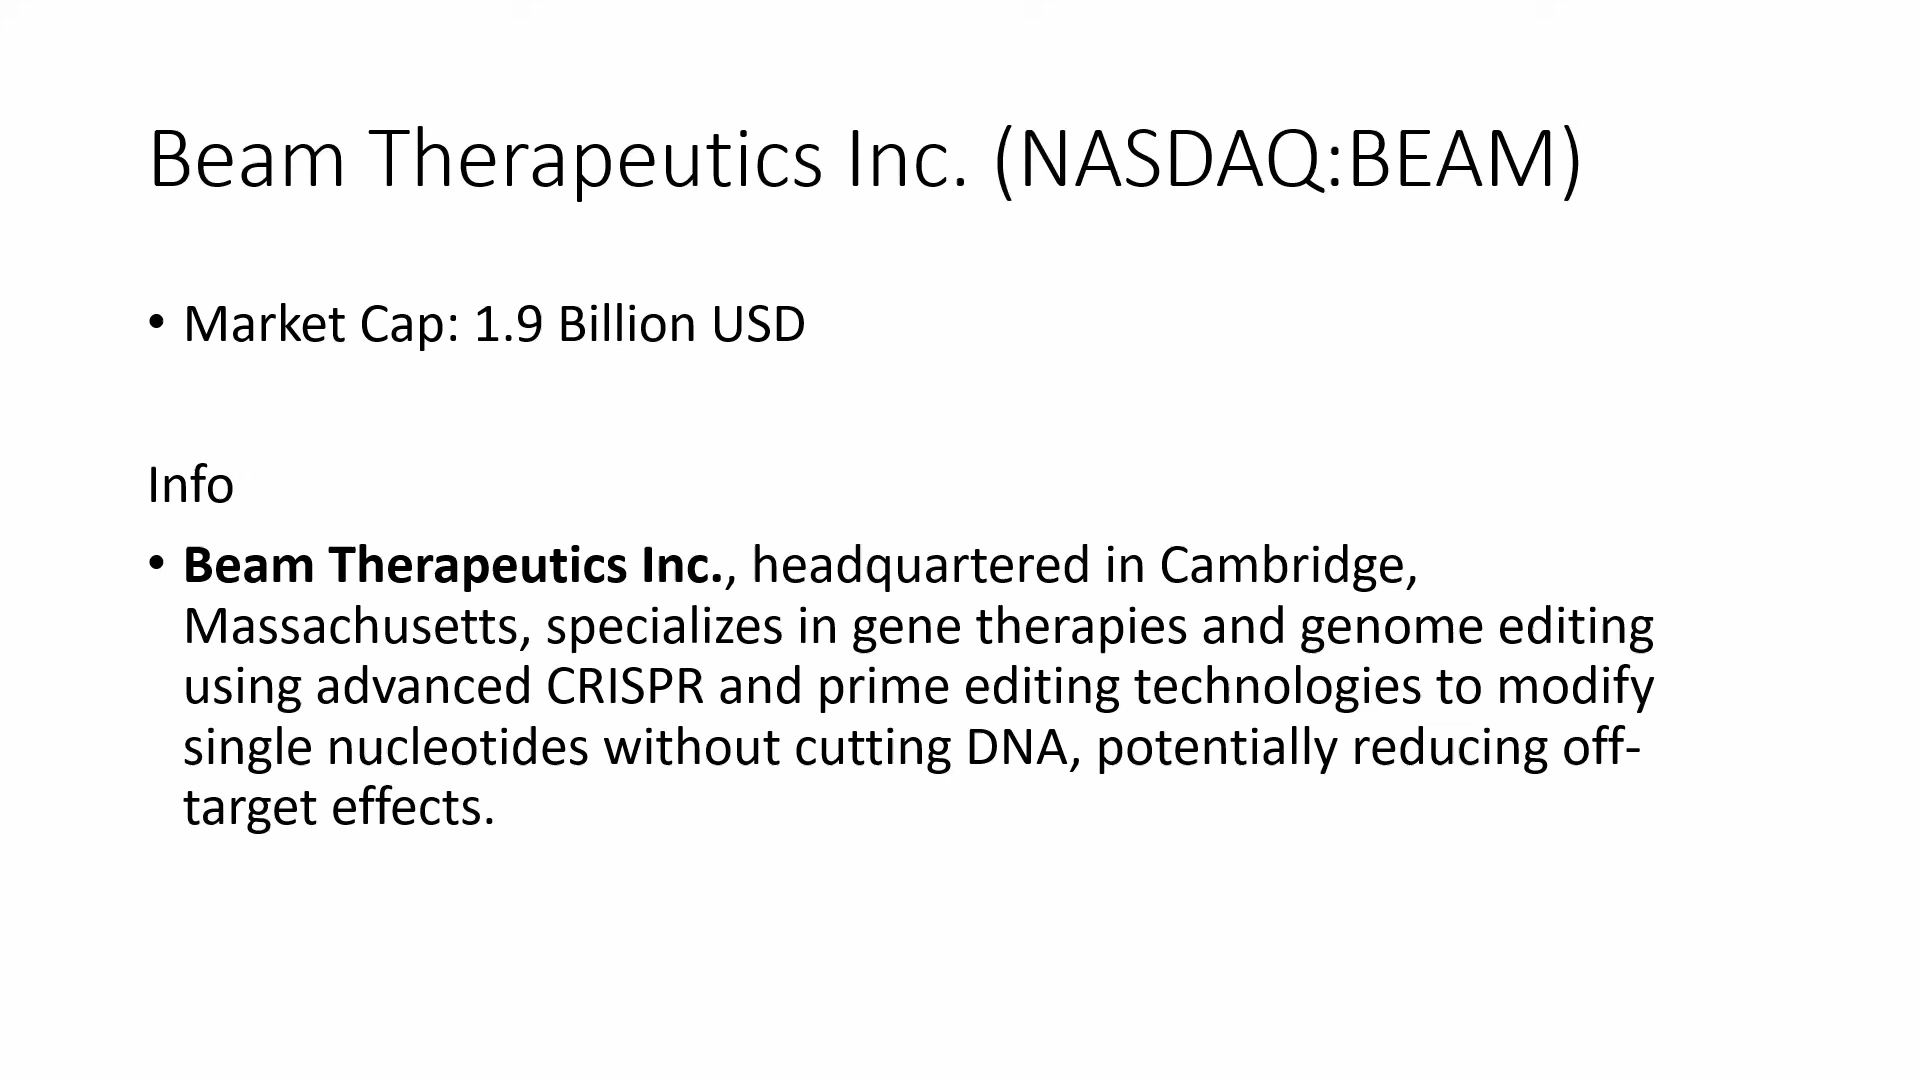 Beam Therapeutics Inc. (NASDAQ:BEAM)
• Market Cap: 1.9 Billion USD
Info
• Beam Therapeutics Inc., headquartered in Cambridge,
Massachusetts, specializes in gene therapies and genome editing
using advanced CRISPR and prime editing technologies to modify
single nucleotides without cutting DNA, potentially reducing off-
target effects.